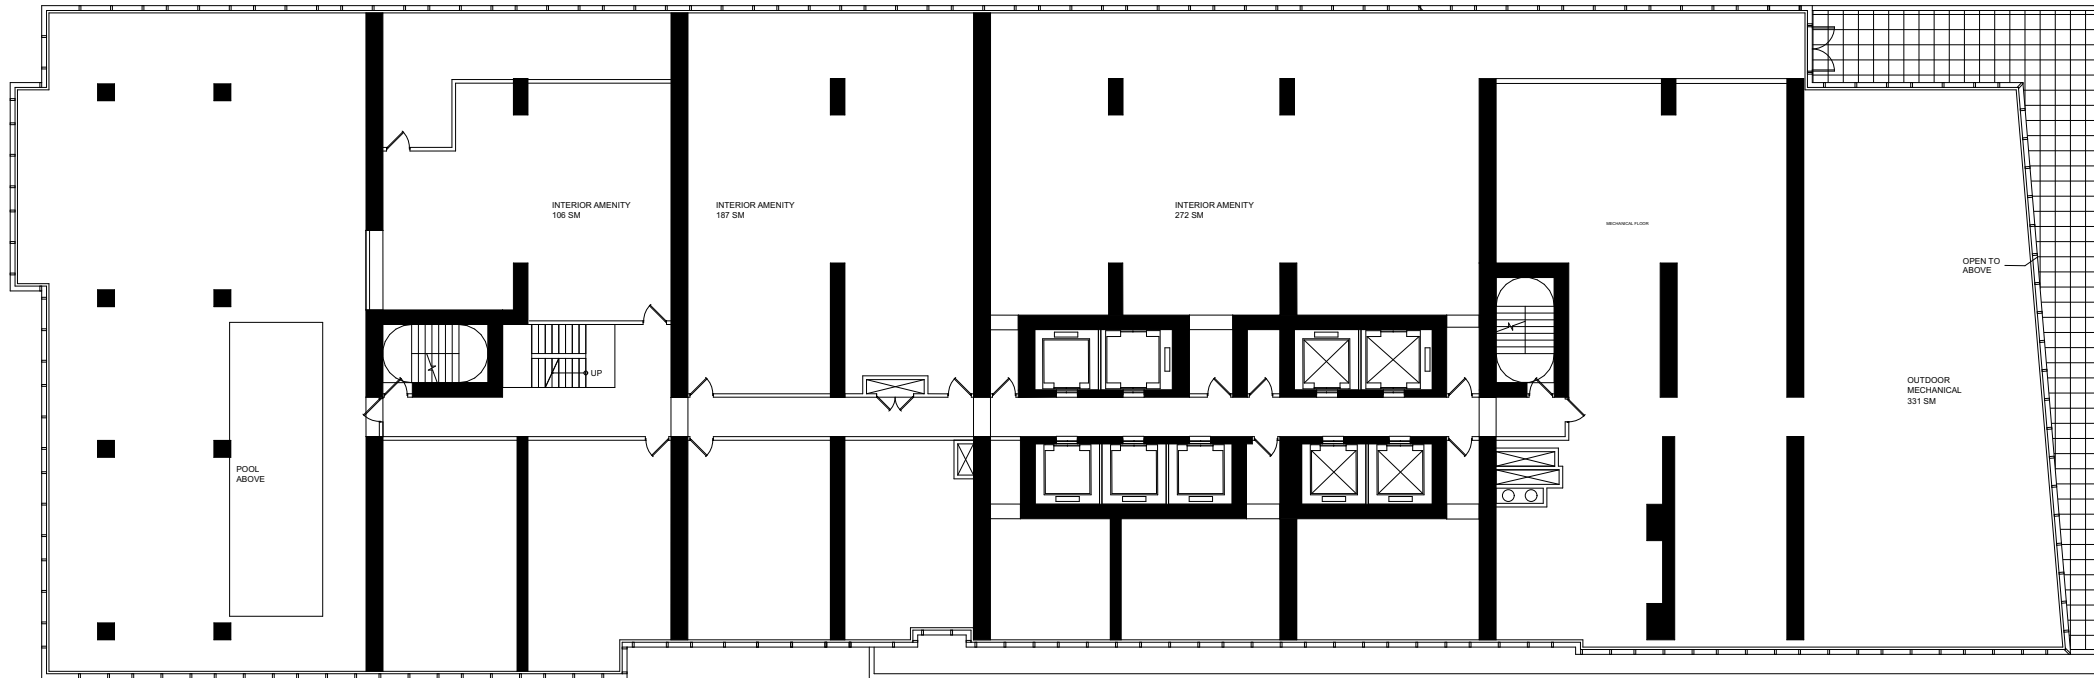 INTERIOR AMENITY
106 SM
INTERIOR AMENITY
187 SM
INTERIOR AMENITY
272 SM
MECHANICAL FLOOR
OPEN TO
ABOVE
UP
OUTDOOR
MECHANICAL
331 SM
POOL
ABOVE